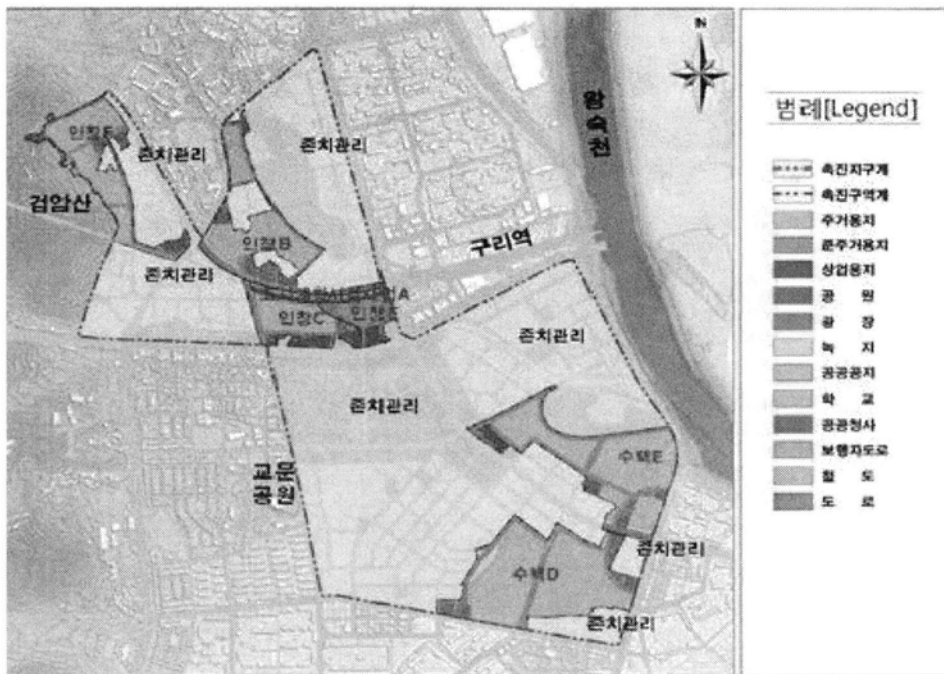 N
왕숙천
인창F
존치관리
존치관리
검암산
인창B
구리역
존치관리
인창C
인창E
존치관리
존치관리
수택E
교문
공원
존치관리
수택D
존치관리
범례[Legend]
촉진지구계
촉진구역계
주거용지
준주거용지
상업용지
공 원
광 장
녹 지
공공공지
학 교
공공청사
보행자도로
철 도
도 로